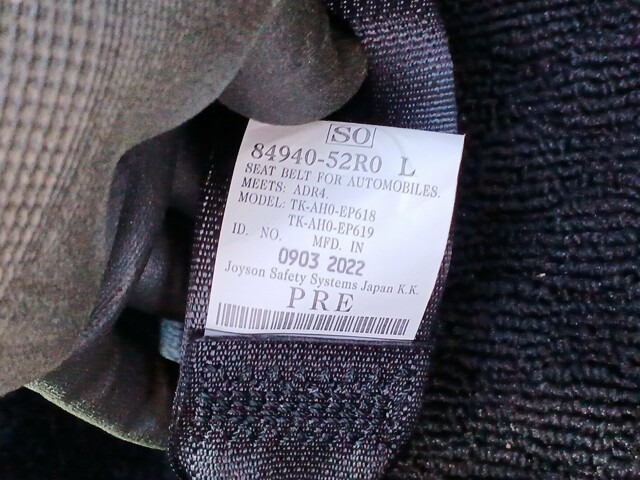 SO
84940-52R0 L
SEAT BELT FOR AUTOMOBILES.
MEETS: ADR4.
MODEL: TK-AH0-EP618
TK-AH0-EP619
ID. NO. MFD. IN
0903 2022
Joyson Safety Systems Japan K.K.
PRE